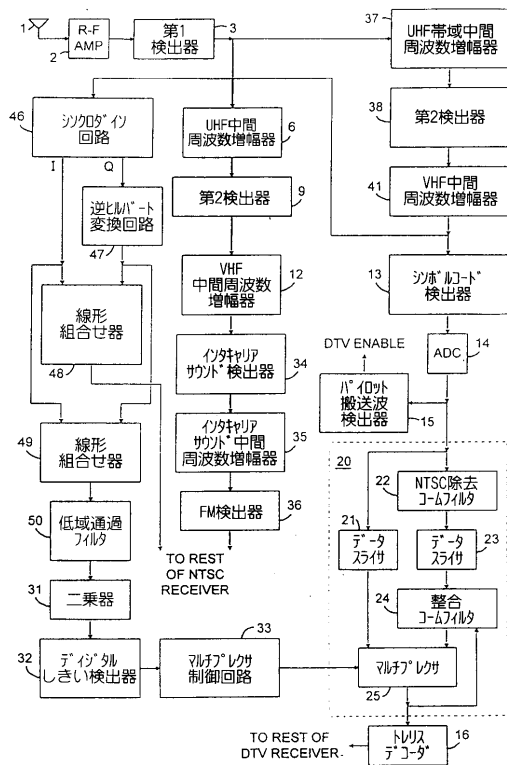 1
R-F
AMP
2
第1
検出器
3
37
UHF帯域中間
周波数増幅器
46
シンクロダイン
回路
I
Q
UHF中間
周波数増幅器
6
38
第2検出器
逆ヒルバート
変換回路
47
第2検出器
9
41
VHF中間
周波数増幅器
線形
組合せ器
48
VHF
中間周波数
増幅器
12
13
シンボルコード
検出器
DTV ENABLE
ADC
14
インタキャリア
サウンド検出器
34
パイロット
搬送波
検出器
15
49
線形
組合せ器
インタキャリア
サウンド中間
周波数増幅器
35
20
22
NTSC除去
コームフィルタ
50
低域通過
フィルタ
FM検出器
36
21
データ
スライサ
データ
スライサ
23
TO REST
OF NTSC
RECEIVER
31
二乗器
24
整合
コームフィルタ
33
32
ディジタル
しきい検出器
マルチプレクサ
制御回路
マルチプレクサ
25
TO REST OF
DTV RECEIVER
トレリス
デコーダ
16